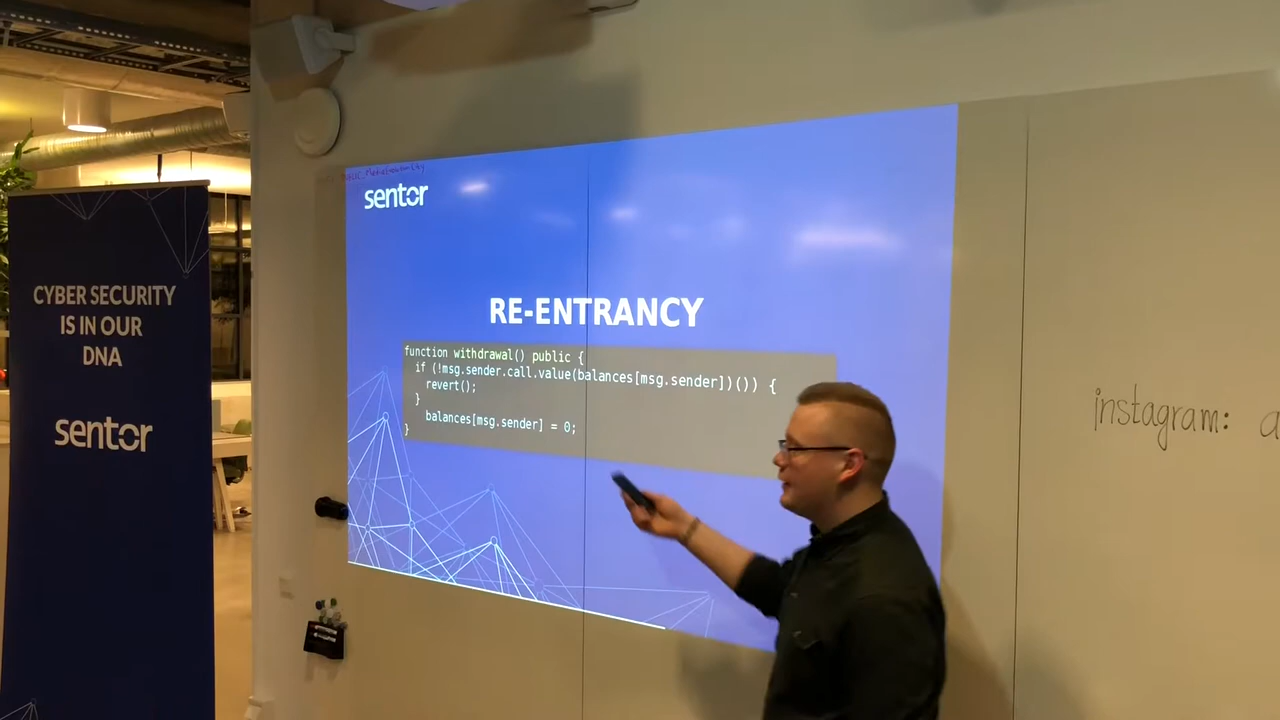 CYBER SECURITY
IS IN OUR
DNA
sentor
sentor
RE-ENTRANCY
function withdrawal() public {
if (!msg.sender.call.value(balances[msg.sender])()) {
revert();
}
balances[msg.sender] = 0;
}
instagram: